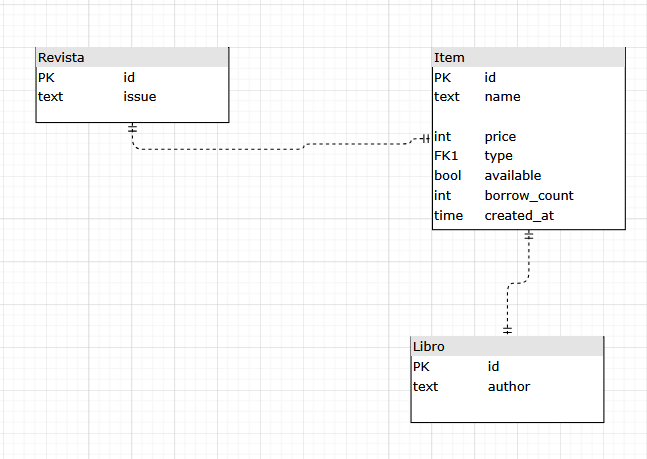 Revista
PK id
text issue
Item
PK id
text name
int price
FK1 type
bool available
int borrow_count
time created_at
Libro
PK id
text author